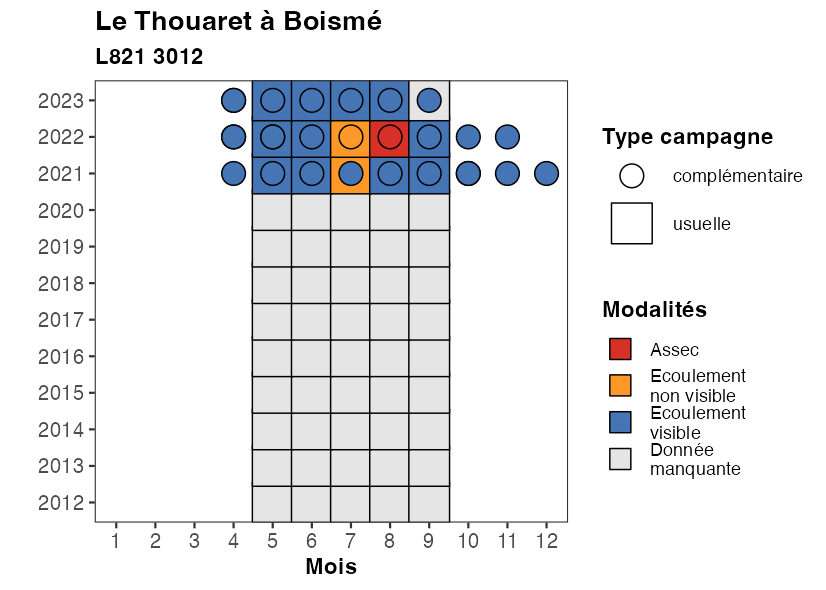 Le Thouaret à Boismé
L821 3012
2023
2022
2021
2020
2019
2018
2017
2016
2015
2014
2013
2012
1 2 3 4 5 6 7 8 9 10 11 12
Mois
Type campagne
complémentaire
usuelle
Modalités
Assec
Ecoulement
non visible
Ecoulement
visible
Donnée
manquante